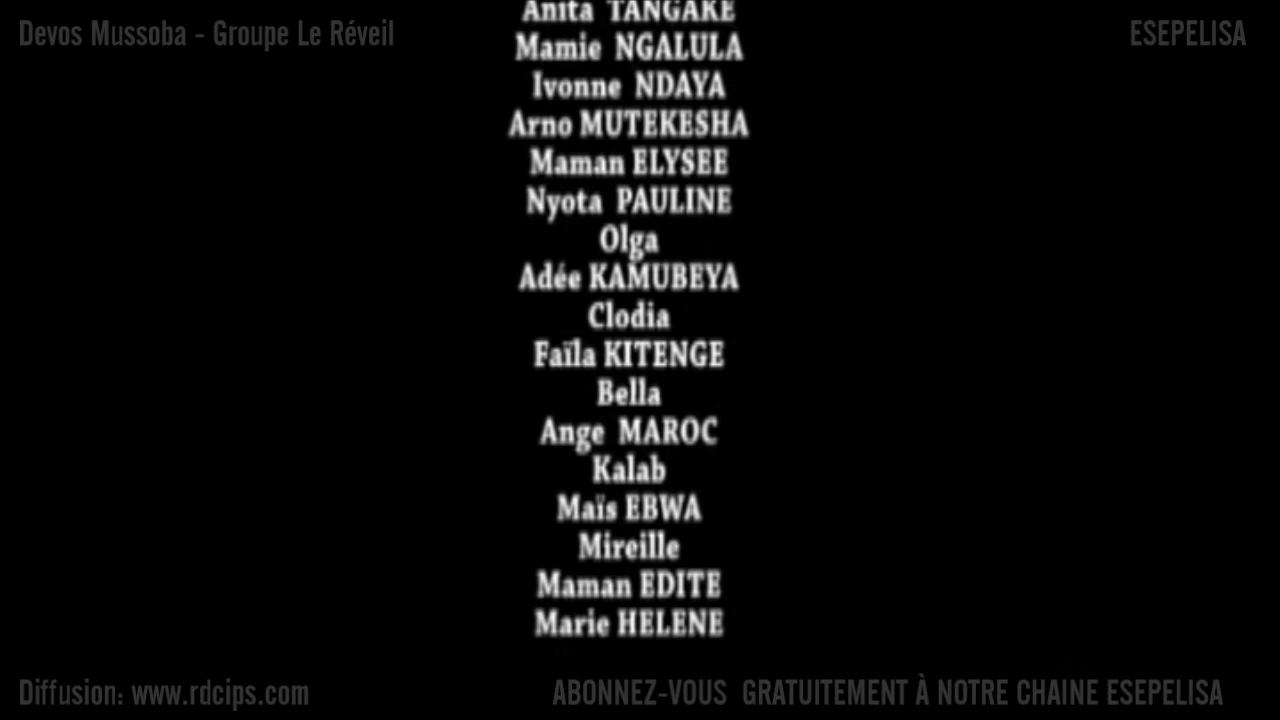 Devos Mussoba - Groupe Le Réveil
ESEPELISA
Anita TANGAKE
Mamie NGALULA
Ivonne NDAYA
Arno MUTEKESHA
Maman ELYSEE
Nyota PAULINE
Olga
Adée KAMUBEYA
Clodia
Faïla KITENGE
Bella
Ange MAROC
Kalab
Maïs EBWA
Mireille
Maman EDITE
Marie HELENE
Diffusion: www.rdcips.com
ABONNEZ-VOUS GRATUITEMENT À NOTRE CHAINE ESEPELISA